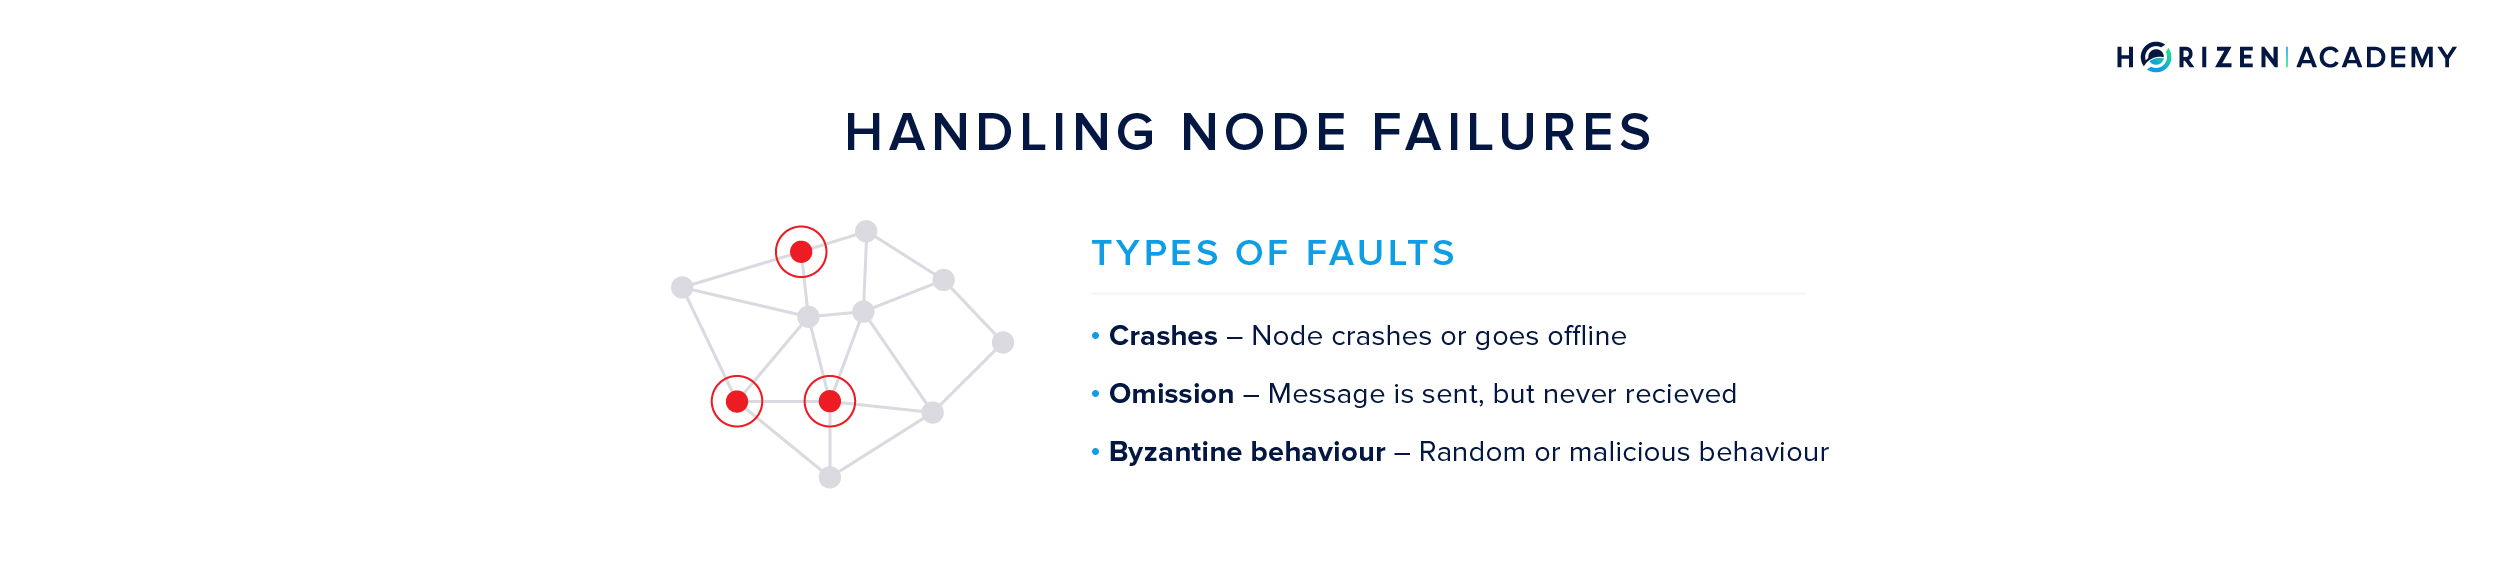 HORIZEN | ACADEMY
HANDLING NODE FAILURES
TYPES OF FAULTS
• Crashes – Node crashes or goes offline
• Omission – Message is sent, but never recieved
• Byzantine behaviour – Random or malicious behaviour